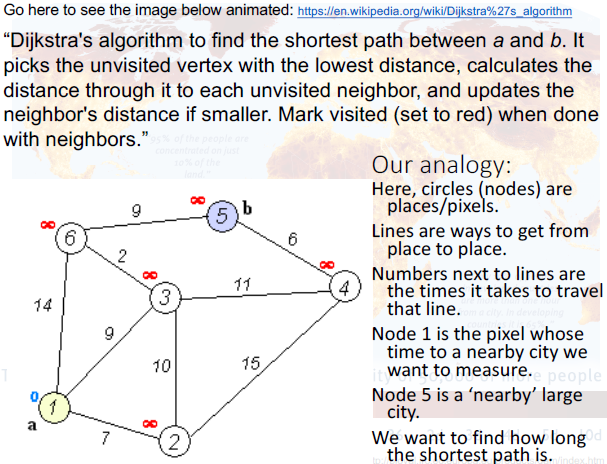 Go here to see the image below animated: https://en.wikipedia.org/wiki/Dijkstra%27s_algorithm
“Dijkstra's algorithm to find the shortest path between a and b. It
picks the unvisited vertex with the lowest distance, calculates the
distance through it to each unvisited neighbor, and updates the
neighbor's distance if smaller. Mark visited (set to red) when done
with neighbors.”
Our analogy:
Here, circles (nodes) are
places/pixels.
Lines are ways to get from
place to place.
Numbers next to lines are
the times it takes to travel
that line.
Node 1 is the pixel whose
time to a nearby city we
want to measure.
Node 5 is a ‘nearby’ large
city.
We want to find how long
the shortest path is.
∞ 9 ∞ 5 b
6
2 ∞ 6 ∞
3 11 4
14
9
10 15
0 1
a
7 ∞ 2